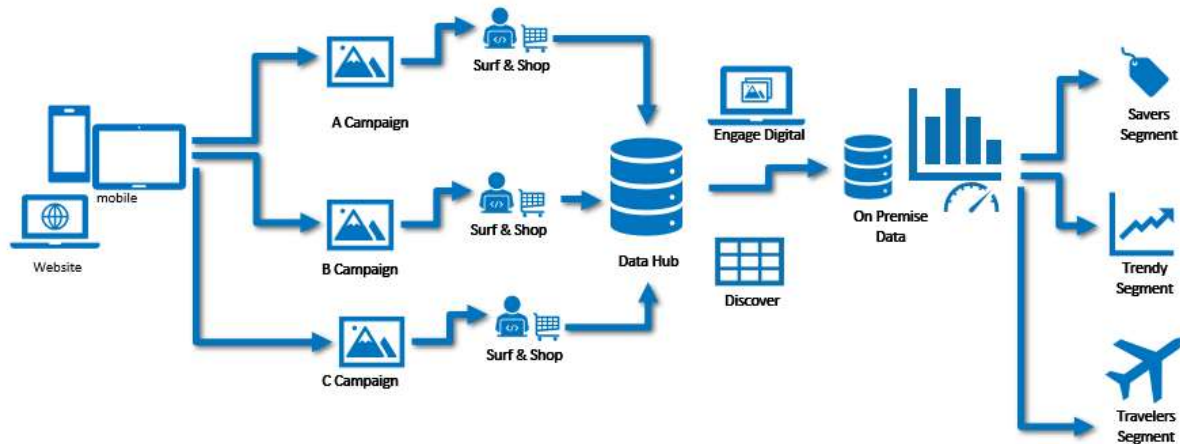 mobile
Website
A Campaign
Surf & Shop
B Campaign
Surf & Shop
C Campaign
Surf & Shop
Data Hub
Engage Digital
Discover
On Premise
Data
Savers
Segment
Trendy
Segment
Travelers
Segment